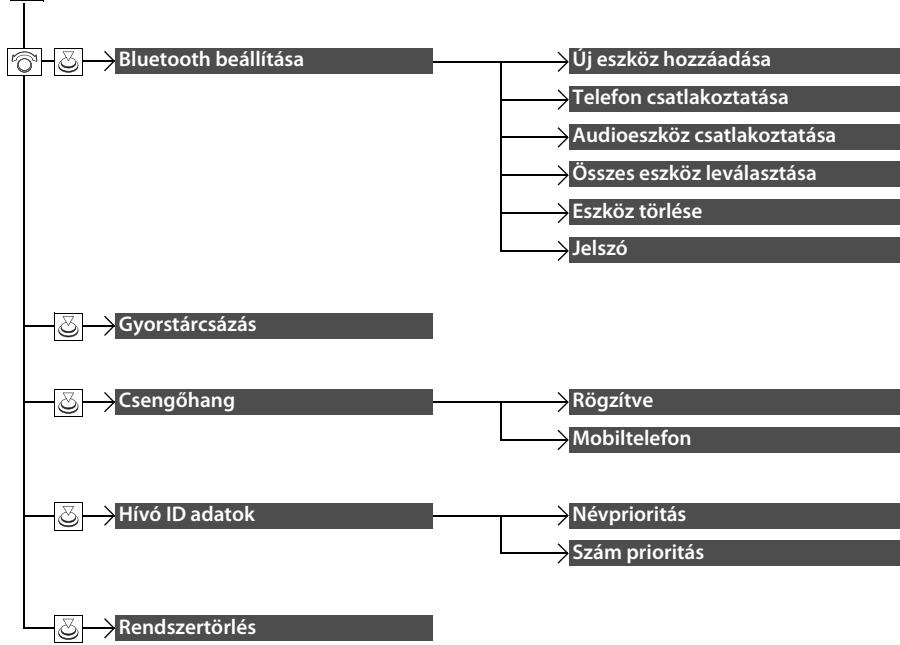 Bluetooth beállítása
Új eszköz hozzáadása
Telefon csatlakoztatása
Audioeszköz csatlakoztatása
Összes eszköz leválasztása
Eszköz törlése
Jelszó
Gyorstárcsázás
Csengőhang
Rögzítve
Mobiltelefon
Hívó ID adatok
Névprioritás
Szám prioritás
Rendszertörlés